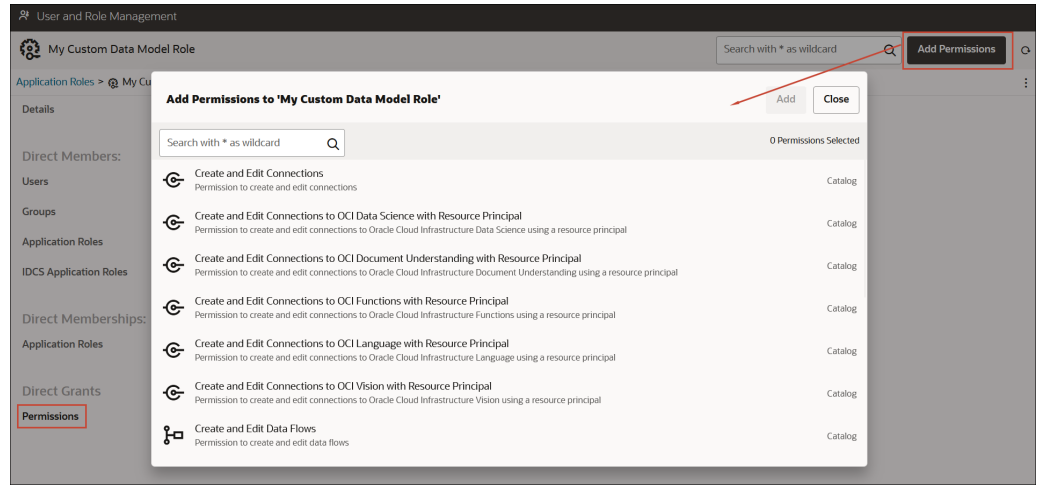 User and Role Management
My Custom Data Model Role
Search with * as wildcard
Add Permissions
Application Roles > My Cu
Details
Direct Members:
Users
Groups
Application Roles
IDCS Application Roles
Direct Memberships:
Application Roles
Direct Grants
Permissions
Add Permissions to 'My Custom Data Model Role'
Add
Close
Search with * as wildcard
0 Permissions Selected
Create and Edit Connections
Permission to create and edit connections
Catalog
Create and Edit Connections to OCI Data Science with Resource Principal
Permission to create and edit connections to Oracle Cloud Infrastructure Data Science using a resource principal
Catalog
Create and Edit Connections to OCI Document Understanding with Resource Principal
Permission to create and edit connections to Oracle Cloud Infrastructure Document Understanding using a resource principal
Catalog
Create and Edit Connections to OCI Functions with Resource Principal
Permission to create and edit connections to Oracle Cloud Infrastructure Functions using a resource principal
Catalog
Create and Edit Connections to OCI Language with Resource Principal
Permission to create and edit connections to Oracle Cloud Infrastructure Language using a resource principal
Catalog
Create and Edit Connections to OCI Vision with Resource Principal
Permission to create and edit connections to Oracle Cloud Infrastructure Vision using a resource principal
Catalog
Create and Edit Data Flows
Permission to create and edit data flows
Catalog